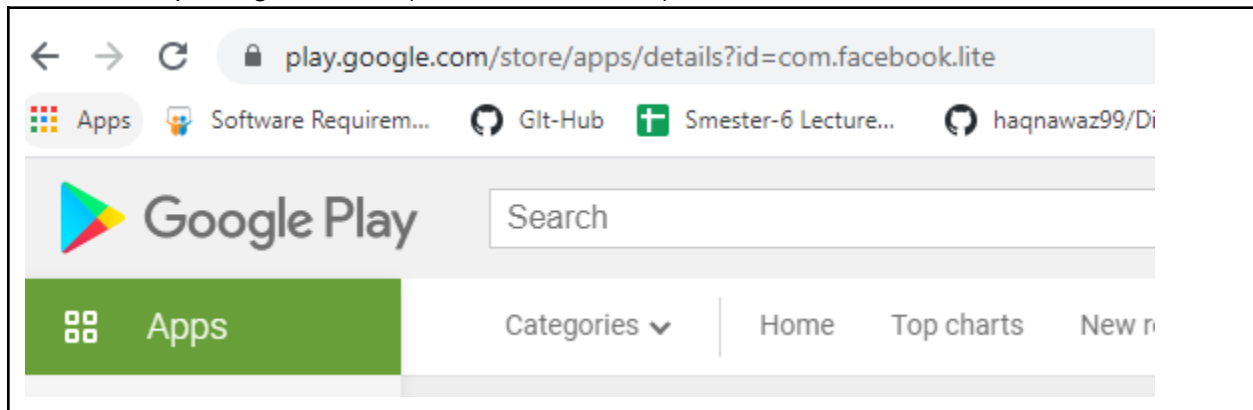 play.google.com/store/apps/details?id=com.facebook.lite
Apps Software Requirem... GIt-Hub Smester-6 Lecture... haqnawaz99/Di
Google Play Search
Apps Categories Home Top charts New r